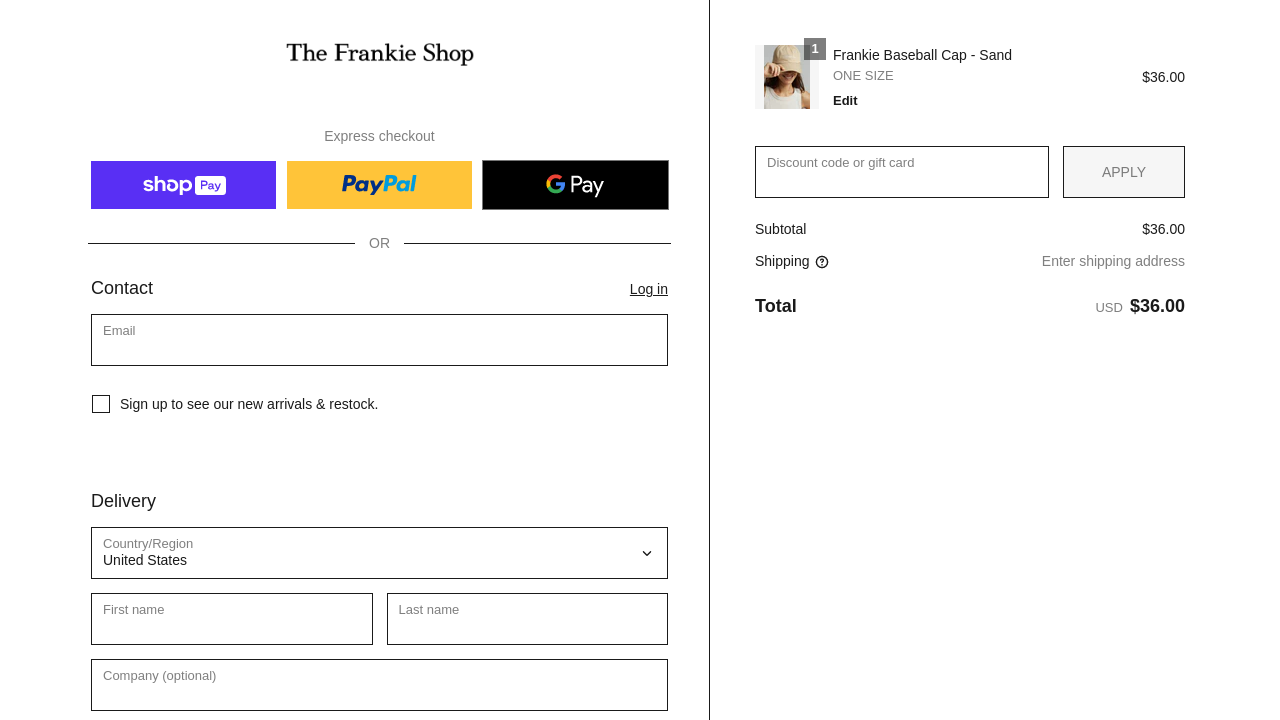 The Frankie Shop
Express checkout
shop Pay
PayPal
G Pay
OR
Contact
Log in
Email
Sign up to see our new arrivals & restock.
Delivery
Country/Region
United States
First name
Last name
Company (optional)
1
Frankie Baseball Cap - Sand
ONE SIZE
Edit
$36.00
Discount code or gift card
APPLY
Subtotal
$36.00
Shipping
Enter shipping address
Total
USD $36.00